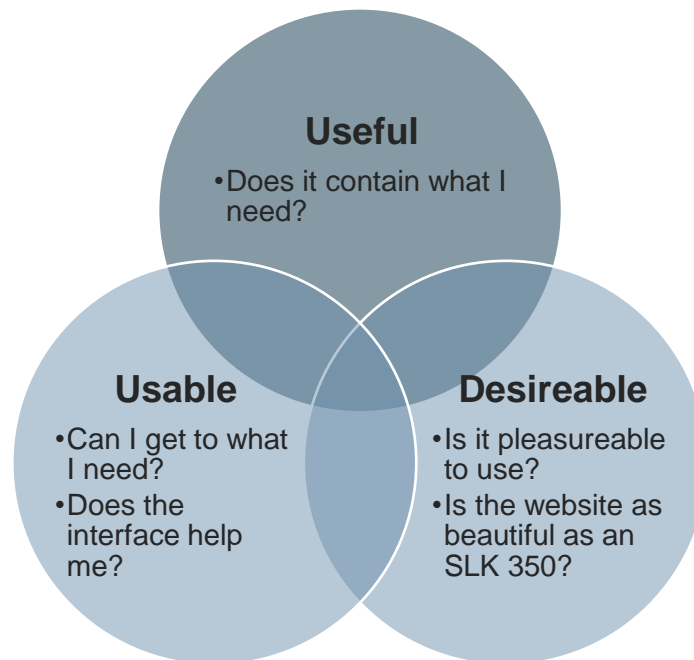 Useful
•Does it contain what I
need?
Usable
•Can I get to what
I need?
•Does the
interface help
me?
Desireable
•Is it pleasureable
to use?
•Is the website as
beautiful as an
SLK 350?